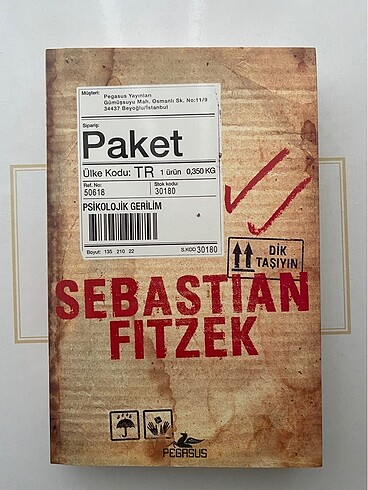 Müşteri:
Pegasus Yayınları
Gümüşsuyu Mah. Osmanlı Sk. No:11/9
34437 Beyoğlu/İstanbul
Sipariş:
Paket
Ülke Kodu: TR 1 ürün 0,350 KG
Ref. No: Stok kodu:
50618 30180
PSİKOLOJİK GERİLİM
Boyut: 135 210 22 S.KOD 30180
DİK
TAŞIYIN
SEBASTIAN
FITZEK
PEGASUS